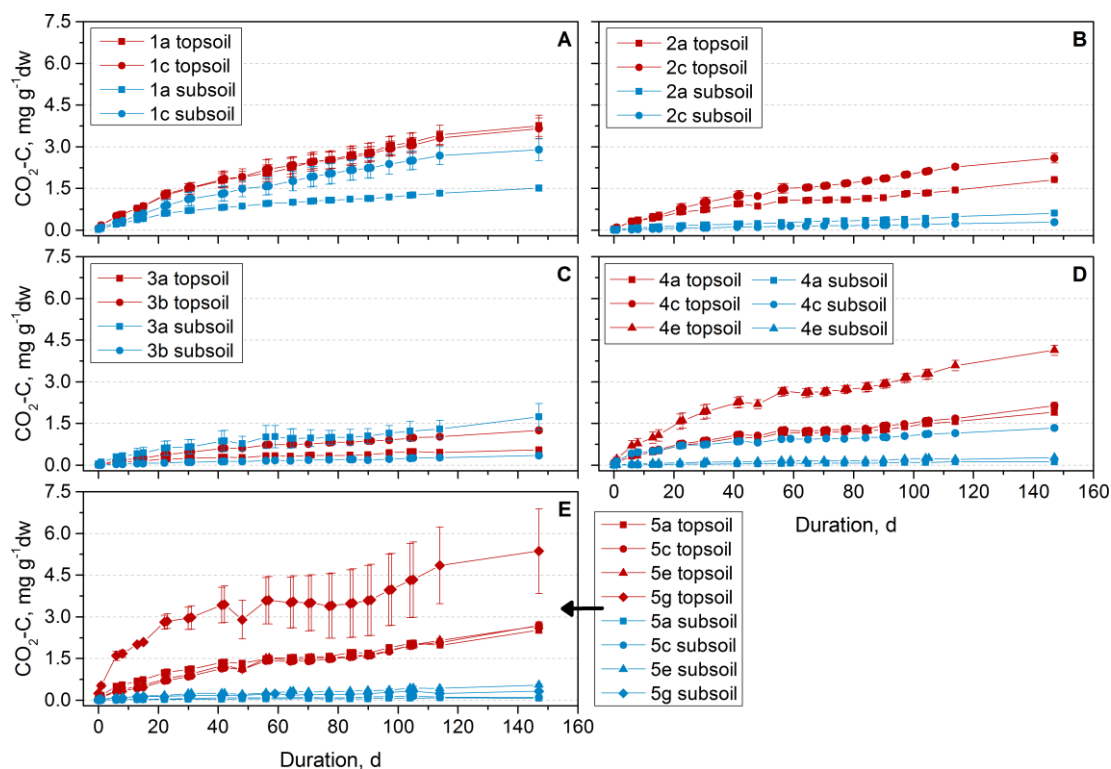 A
1a topsoil
1c topsoil
1a subsoil
1c subsoil
7.5
6.0
4.5
3.0
1.5
0.0
CO₂-C, mg g⁻¹dw
B
2a topsoil
2c topsoil
2a subsoil
2c subsoil
C
3a topsoil
3b topsoil
3a subsoil
3b subsoil
7.5
6.0
4.5
3.0
1.5
0.0
CO₂-C, mg g⁻¹dw
D
4a topsoil 4a subsoil
4c topsoil 4c subsoil
4e topsoil 4e subsoil
0 20 40 60 80 100 120 140 160
Duration, d
E
7.5
6.0
4.5
3.0
1.5
0.0
CO₂-C, mg g⁻¹dw
0 20 40 60 80 100 120 140 160
Duration, d
5a topsoil
5c topsoil
5e topsoil
5g topsoil
5a subsoil
5c subsoil
5e subsoil
5g subsoil